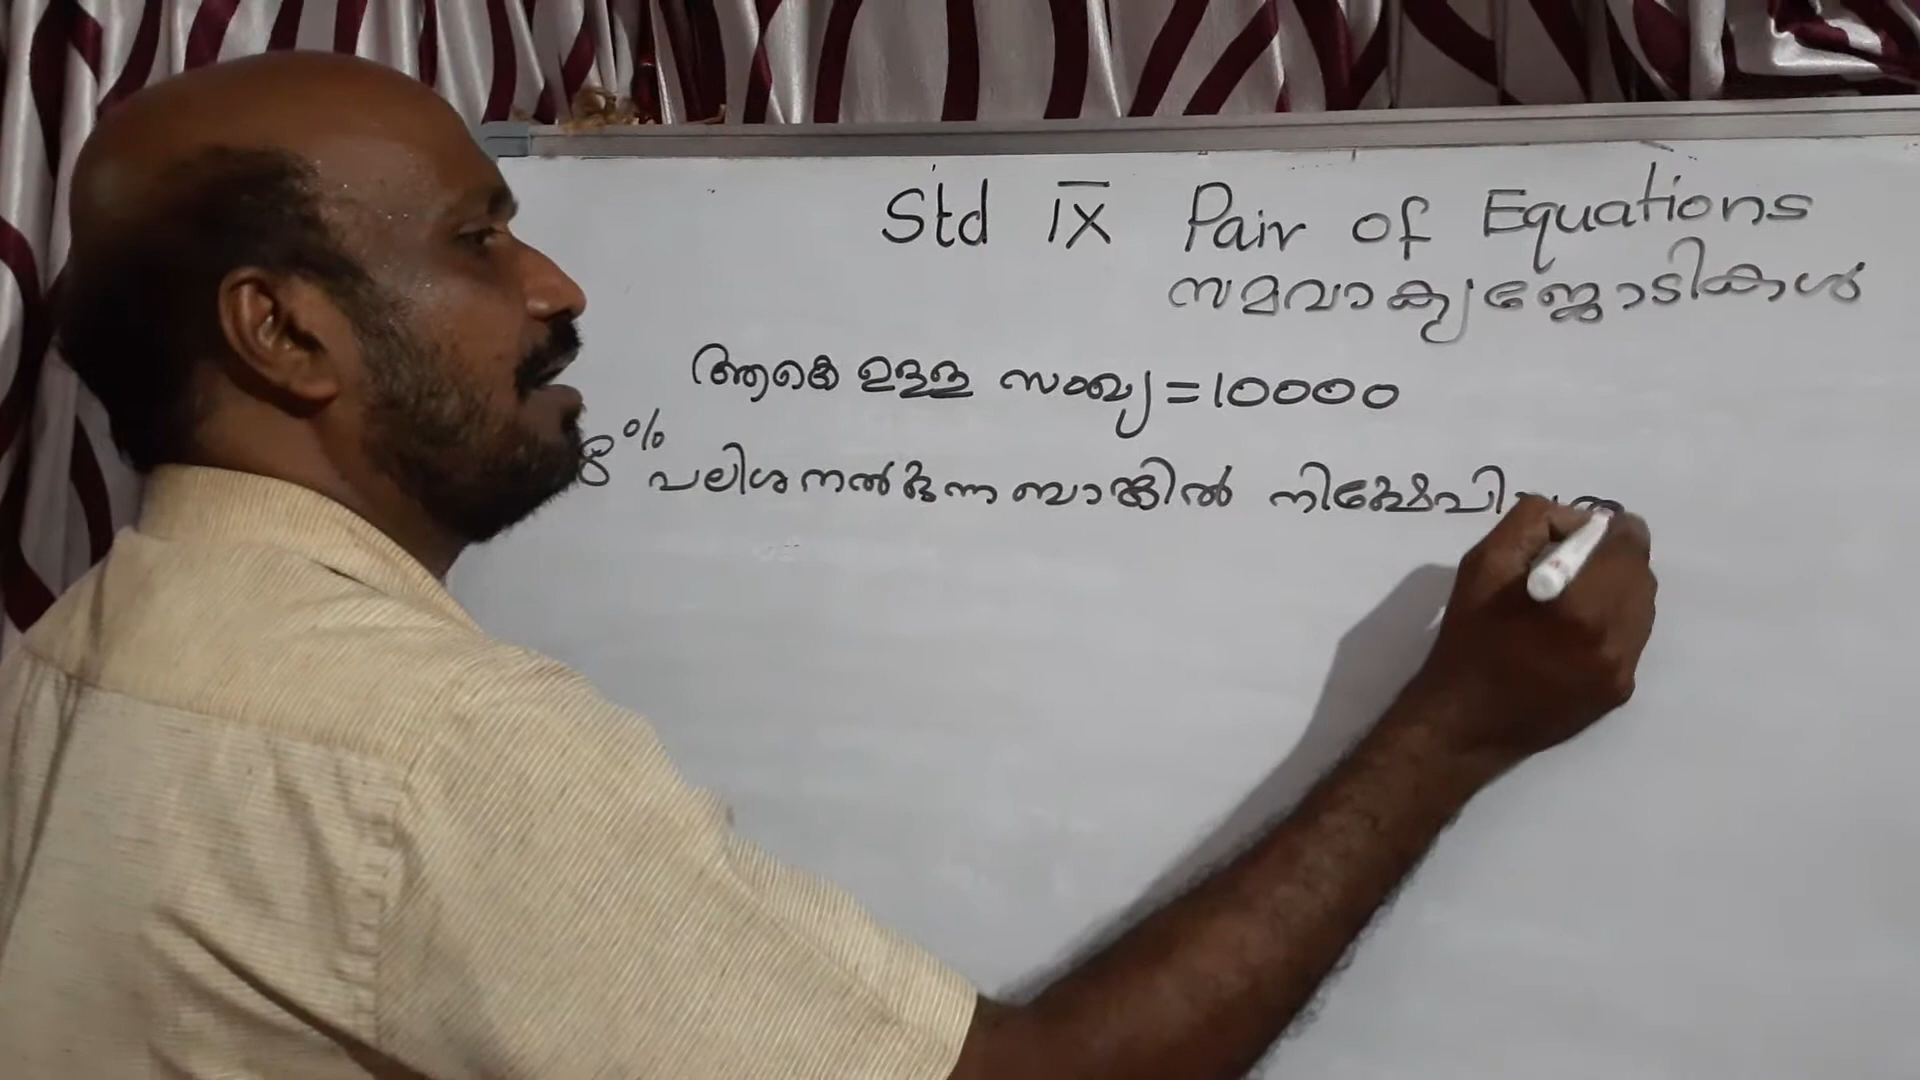 Std IX Pair of Equations
സമവാക്യജോടികൾ
ആകെ ഉള്ള സംഖ്യ = 10000
8% പലിശ നൽകുന്ന ബാങ്കിൽ